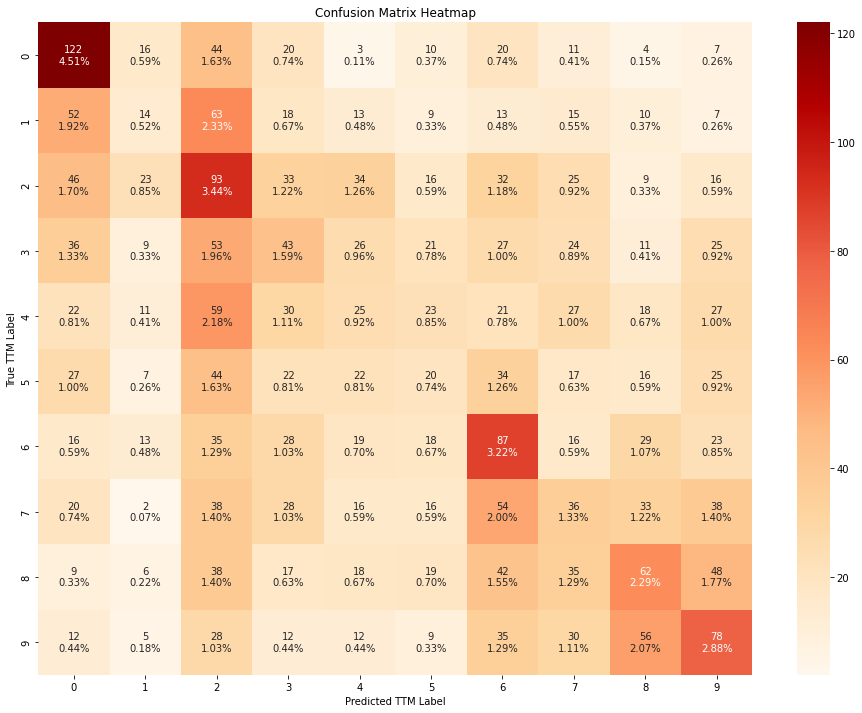 Confusion Matrix Heatmap
122 16 44 20 3 10 20 11 4 7
4.51% 0.59% 1.63% 0.74% 0.11% 0.37% 0.74% 0.41% 0.15% 0.26%
52 14 63 18 13 9 13 15 10 7
1.92% 0.52% 2.33% 0.67% 0.48% 0.33% 0.48% 0.55% 0.37% 0.26%
46 23 93 33 34 16 32 25 9 16
1.70% 0.85% 3.44% 1.22% 1.26% 0.59% 1.18% 0.92% 0.33% 0.59%
36 9 53 43 26 21 27 24 11 25
1.33% 0.33% 1.96% 1.59% 0.96% 0.78% 1.00% 0.89% 0.41% 0.92%
22 11 59 30 25 23 21 27 18 27
0.81% 0.41% 2.18% 1.11% 0.92% 0.85% 0.78% 1.00% 0.67% 1.00%
27 7 44 22 22 20 34 17 16 25
1.00% 0.26% 1.63% 0.81% 0.81% 0.74% 1.26% 0.63% 0.59% 0.92%
16 13 35 28 19 18 87 16 29 23
0.59% 0.48% 1.29% 1.03% 0.70% 0.67% 3.22% 0.59% 1.07% 0.85%
20 2 38 28 16 16 54 36 33 38
0.74% 0.07% 1.40% 1.03% 0.59% 0.59% 2.00% 1.33% 1.22% 1.40%
9 6 38 17 18 19 42 35 62 48
0.33% 0.22% 1.40% 0.63% 0.67% 0.70% 1.55% 1.29% 2.29% 1.77%
12 5 28 12 12 9 35 30 56 78
0.44% 0.18% 1.03% 0.44% 0.44% 0.33% 1.29% 1.11% 2.07% 2.88%
0
1
2
3
4
5
6
7
8
9
True TTM Label
0 1 2 3 4 5 6 7 8 9
Predicted TTM Label
120
100
80
60
40
20